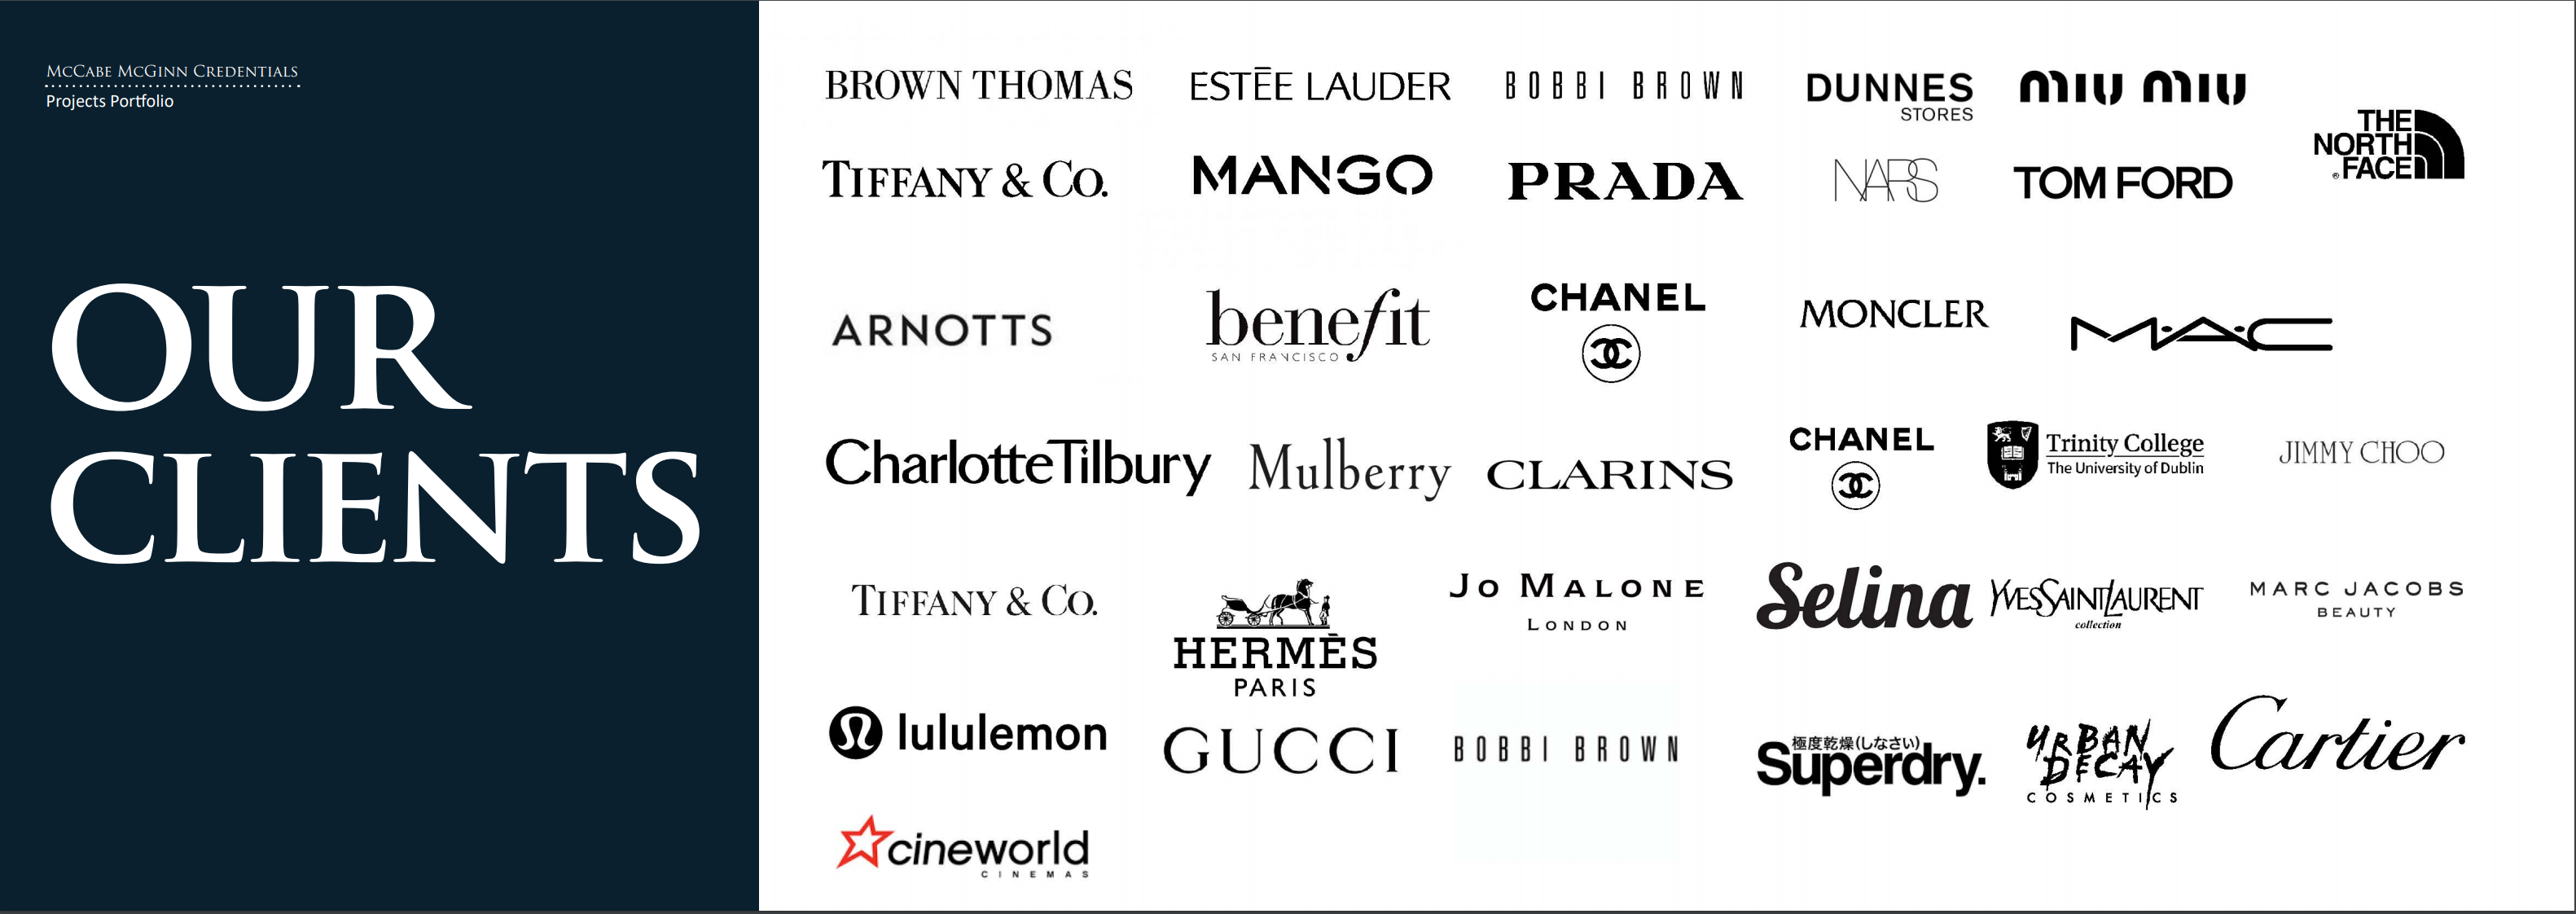 McCabe McGinn Credentials
Projects Portfolio
OUR
CLIENTS
BROWN THOMAS
ESTĒE LAUDER
BOBBI BROWN
DUNNES
STORES
miu miu
THE
NORTH
FACE
®
TIFFANY & CO.
MANGO
PRADA
NARS
TOM FORD
ARNOTTS
benefit
SAN FRANCISCO
CHANEL
MONCLER
M·A·C
CharlotteTilbury
Mulberry
CLARINS
CHANEL
Trinity College
The University of Dublin
JIMMY CHOO
TIFFANY & CO.
HERMĒS
PARIS
JO MALONE
LONDON
Selina
YVESSAINTLAURENT
collection
MARC JACOBS
BEAUTY
lululemon
GUCCI
BOBBI BROWN
極度乾燥(しなさい)
Superdry.
URBAN
DECAY
COSMETICS
Cartier
cineworld
CINEMAS